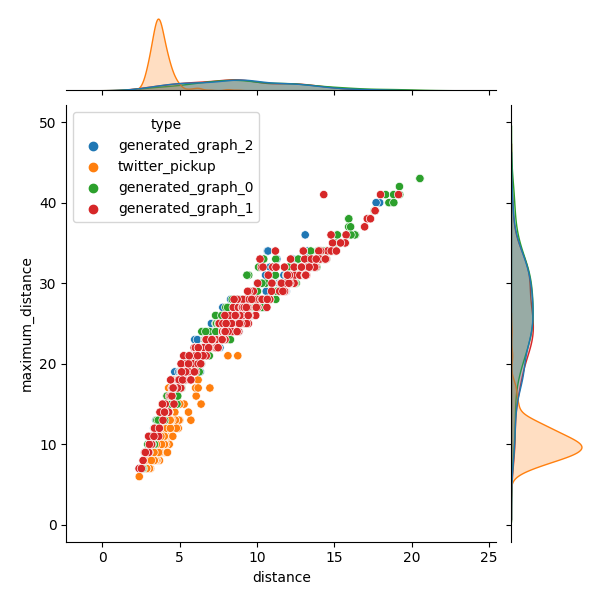 type
generated_graph_2
twitter_pickup
generated_graph_0
generated_graph_1
50
40
30
20
10
0
maximum_distance
0 5 10 15 20 25
distance